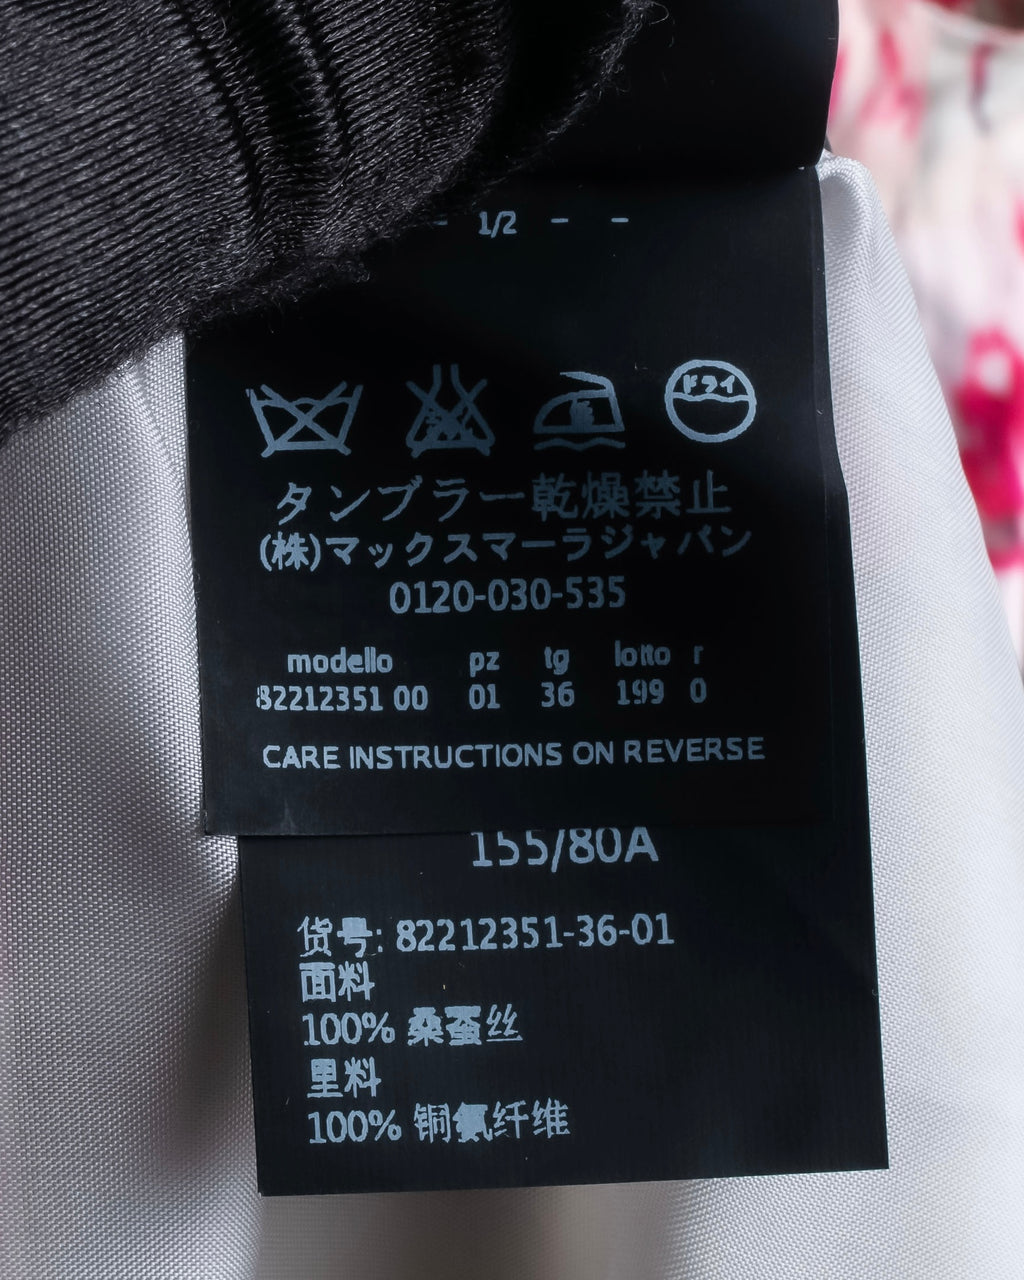 - 1/2 - -
ドライ
タンブラー乾燥禁止
(株)マックスマーラジャパン
0120-030-535
modello pz tg lotto r
82212351 00 01 36 199 0
CARE INSTRUCTIONS ON REVERSE
155/80A
货号: 82212351-36-01
面料
100% 桑蚕丝
里料
100% 铜氨纤维